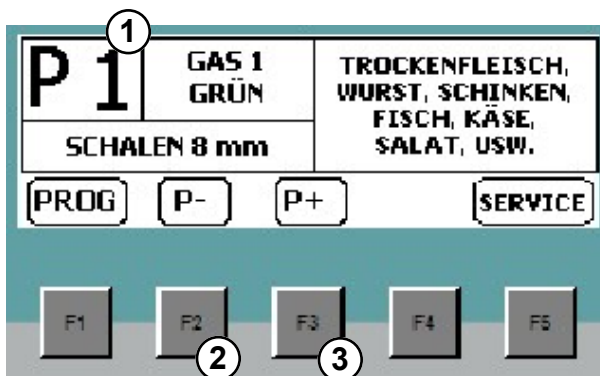 1
P 1
GAS 1
GRÜN
SCHALEN 8 mm
TROCKENFLEISCH,
WURST, SCHINKEN,
FISCH, KÄSE,
SALAT, USW.
PROG P- P+ SERVICE
F1 F2 F3 F4 F5
2 3